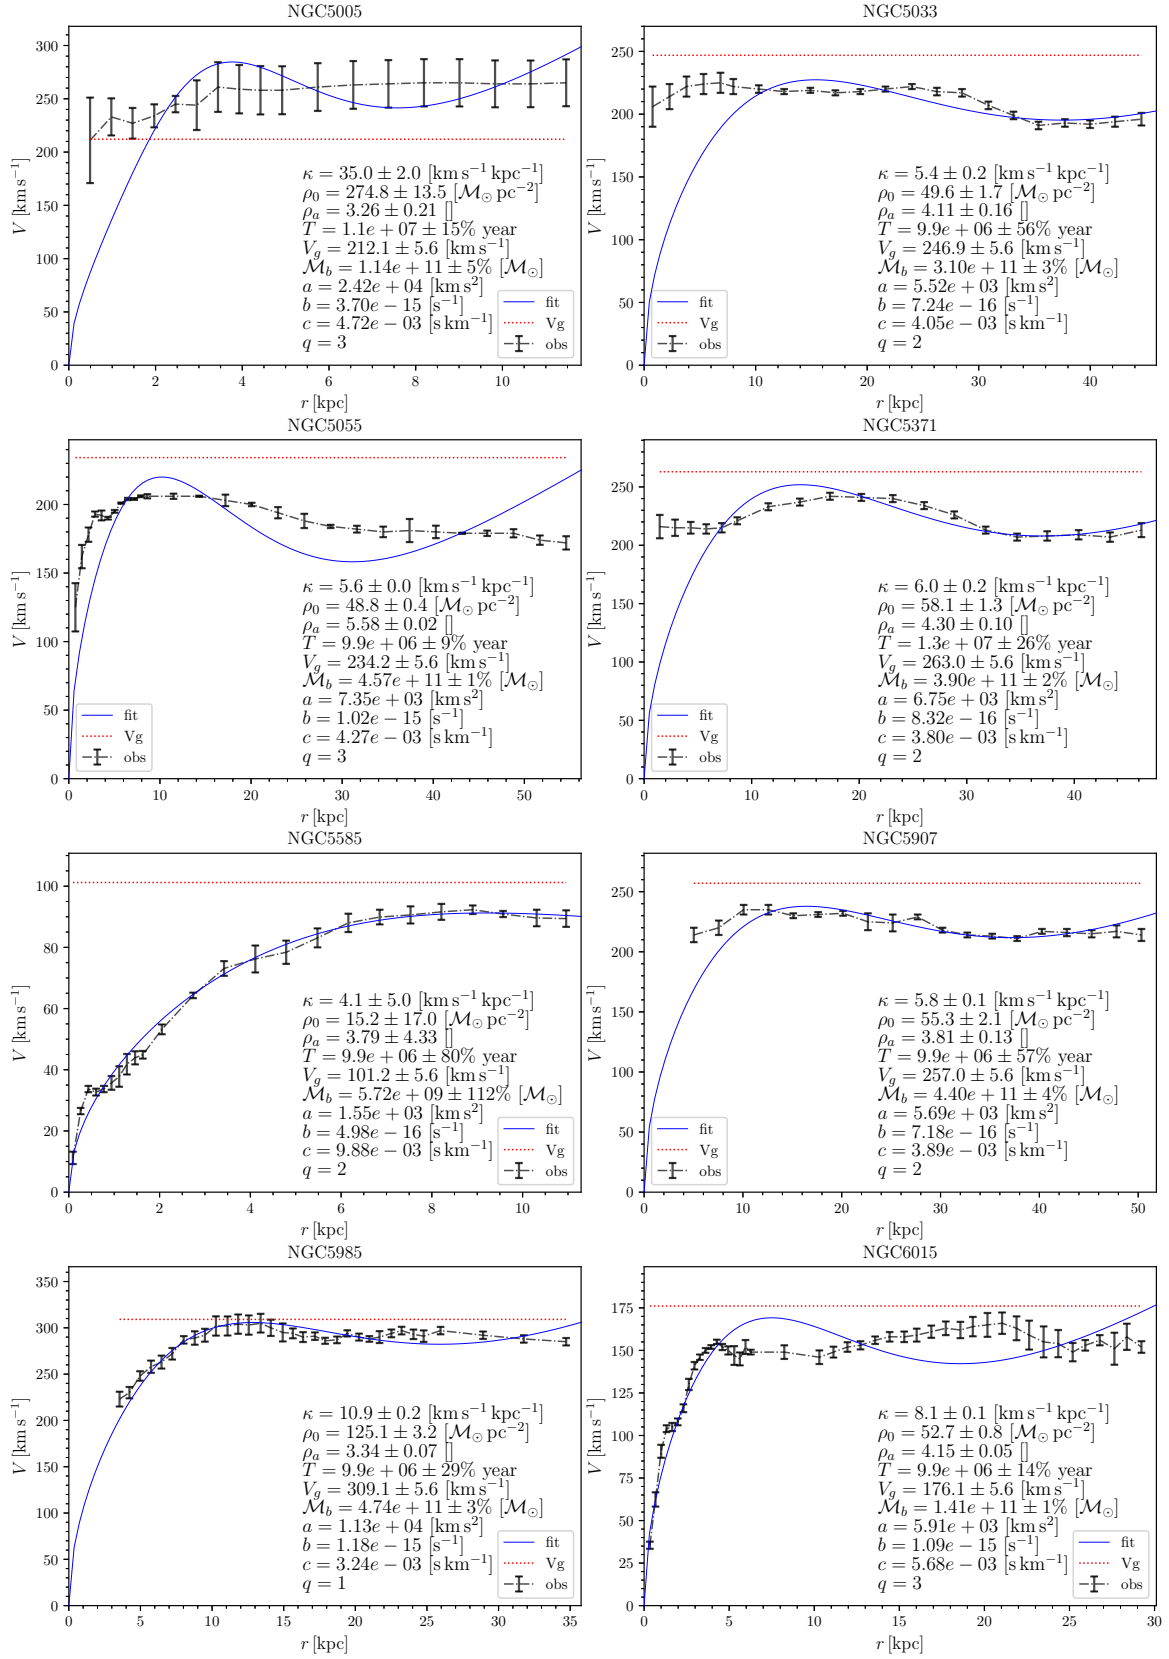 NGC5005
300
250
200
150
100
50
0
V [km s⁻¹]
κ = 35.0 ± 2.0 [km s⁻¹ kpc⁻¹]
ρ₀ = 274.8 ± 13.5 [ℳ⊙ pc⁻²]
ρₐ = 3.26 ± 0.21 []
T = 1.1e + 07 ± 15% year
V_g = 212.1 ± 5.6 [km s⁻¹]
ℳ_b = 1.14e + 11 ± 5% [ℳ⊙]
a = 2.42e + 04 [km s²]
b = 3.70e − 15 [s⁻¹]
c = 4.72e − 03 [s km⁻¹]
q = 3
fit
Vg
obs
0 2 4 6 8 10
r [kpc]
NGC5033
250
200
150
100
50
0
V [km s⁻¹]
κ = 5.4 ± 0.2 [km s⁻¹ kpc⁻¹]
ρ₀ = 49.6 ± 1.7 [ℳ⊙ pc⁻²]
ρₐ = 4.11 ± 0.16 []
T = 9.9e + 06 ± 56% year
V_g = 246.9 ± 5.6 [km s⁻¹]
ℳ_b = 3.10e + 11 ± 3% [ℳ⊙]
a = 5.52e + 03 [km s²]
b = 7.24e − 16 [s⁻¹]
c = 4.05e − 03 [s km⁻¹]
q = 2
fit
Vg
obs
0 10 20 30 40
r [kpc]
NGC5055
200
150
100
50
0
V [km s⁻¹]
κ = 5.6 ± 0.0 [km s⁻¹ kpc⁻¹]
ρ₀ = 48.8 ± 0.4 [ℳ⊙ pc⁻²]
ρₐ = 5.58 ± 0.02 []
T = 9.9e + 06 ± 9% year
V_g = 234.2 ± 5.6 [km s⁻¹]
ℳ_b = 4.57e + 11 ± 1% [ℳ⊙]
a = 7.35e + 03 [km s²]
b = 1.02e − 15 [s⁻¹]
c = 4.27e − 03 [s km⁻¹]
q = 3
fit
Vg
obs
0 10 20 30 40 50
r [kpc]
NGC5371
250
200
150
100
50
0
V [km s⁻¹]
κ = 6.0 ± 0.2 [km s⁻¹ kpc⁻¹]
ρ₀ = 58.1 ± 1.3 [ℳ⊙ pc⁻²]
ρₐ = 4.30 ± 0.10 []
T = 1.3e + 07 ± 26% year
V_g = 263.0 ± 5.6 [km s⁻¹]
ℳ_b = 3.90e + 11 ± 2% [ℳ⊙]
a = 6.75e + 03 [km s²]
b = 8.32e − 16 [s⁻¹]
c = 3.80e − 03 [s km⁻¹]
q = 2
fit
Vg
obs
0 10 20 30 40
r [kpc]
NGC5585
100
80
60
40
20
0
V [km s⁻¹]
κ = 4.1 ± 5.0 [km s⁻¹ kpc⁻¹]
ρ₀ = 15.2 ± 17.0 [ℳ⊙ pc⁻²]
ρₐ = 3.79 ± 4.33 []
T = 9.9e + 06 ± 80% year
V_g = 101.2 ± 5.6 [km s⁻¹]
ℳ_b = 5.72e + 09 ± 112% [ℳ⊙]
a = 1.55e + 03 [km s²]
b = 4.98e − 16 [s⁻¹]
c = 9.88e − 03 [s km⁻¹]
q = 2
fit
Vg
obs
0 2 4 6 8 10
r [kpc]
NGC5907
250
200
150
100
50
0
V [km s⁻¹]
κ = 5.8 ± 0.1 [km s⁻¹ kpc⁻¹]
ρ₀ = 55.3 ± 2.1 [ℳ⊙ pc⁻²]
ρₐ = 3.81 ± 0.13 []
T = 9.9e + 06 ± 57% year
V_g = 257.0 ± 5.6 [km s⁻¹]
ℳ_b = 4.40e + 11 ± 4% [ℳ⊙]
a = 5.69e + 03 [km s²]
b = 7.18e − 16 [s⁻¹]
c = 3.89e − 03 [s km⁻¹]
q = 2
fit
Vg
obs
0 10 20 30 40 50
r [kpc]
NGC5985
350
300
250
200
150
100
50
0
V [km s⁻¹]
κ = 10.9 ± 0.2 [km s⁻¹ kpc⁻¹]
ρ₀ = 125.1 ± 3.2 [ℳ⊙ pc⁻²]
ρₐ = 3.34 ± 0.07 []
T = 9.9e + 06 ± 29% year
V_g = 309.1 ± 5.6 [km s⁻¹]
ℳ_b = 4.74e + 11 ± 3% [ℳ⊙]
a = 1.13e + 04 [km s²]
b = 1.18e − 15 [s⁻¹]
c = 3.24e − 03 [s km⁻¹]
q = 1
fit
Vg
obs
0 5 10 15 20 25 30 35
r [kpc]
NGC6015
175
150
125
100
75
50
25
0
V [km s⁻¹]
κ = 8.1 ± 0.1 [km s⁻¹ kpc⁻¹]
ρ₀ = 52.7 ± 0.8 [ℳ⊙ pc⁻²]
ρₐ = 4.15 ± 0.05 []
T = 9.9e + 06 ± 14% year
V_g = 176.1 ± 5.6 [km s⁻¹]
ℳ_b = 1.41e + 11 ± 1% [ℳ⊙]
a = 5.91e + 03 [km s²]
b = 1.09e − 15 [s⁻¹]
c = 5.68e − 03 [s km⁻¹]
q = 3
fit
Vg
obs
0 5 10 15 20 25 30
r [kpc]